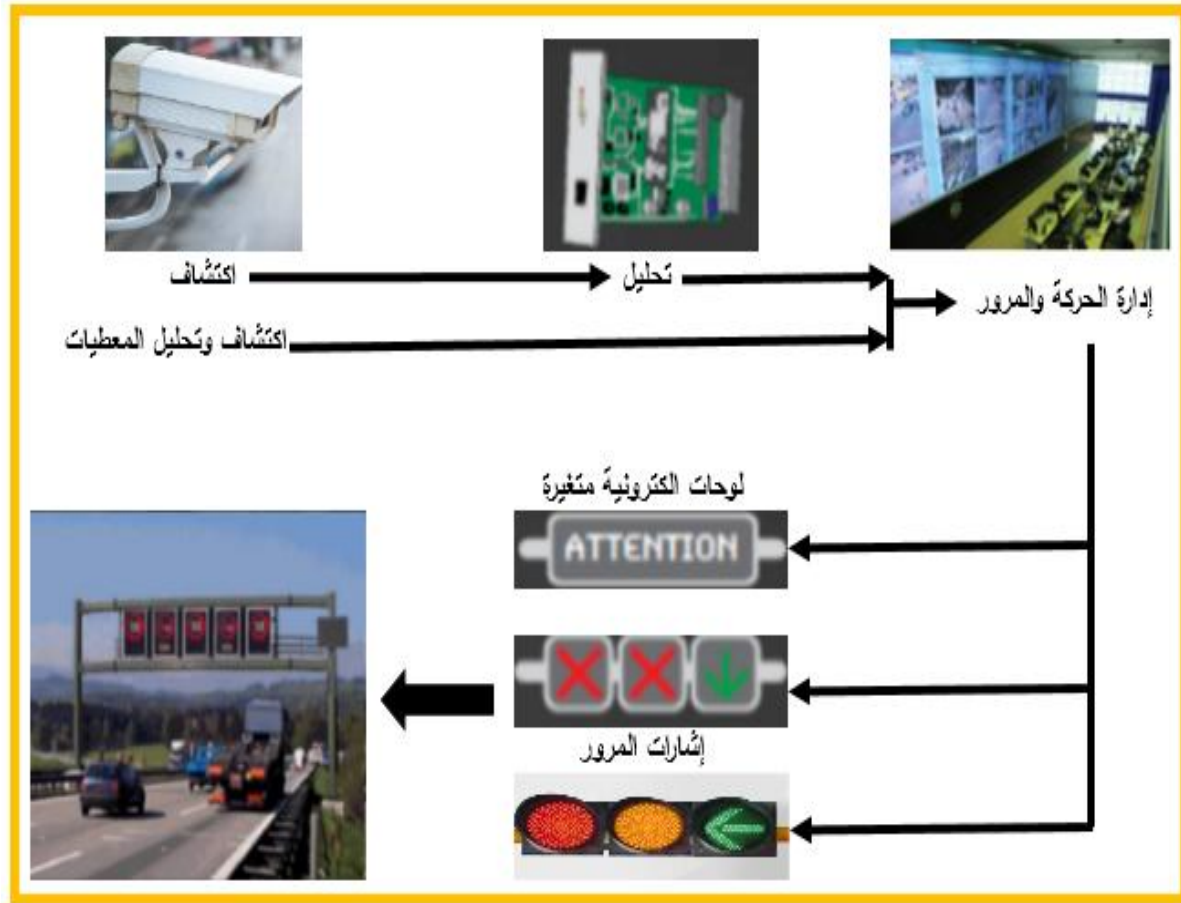 اكتشاف
تحليل
إدارة الحركة والمرور
اكتشاف وتحليل المعطيات
لوحات الكترونية متغيرة
ATTENTION
إشارات المرور